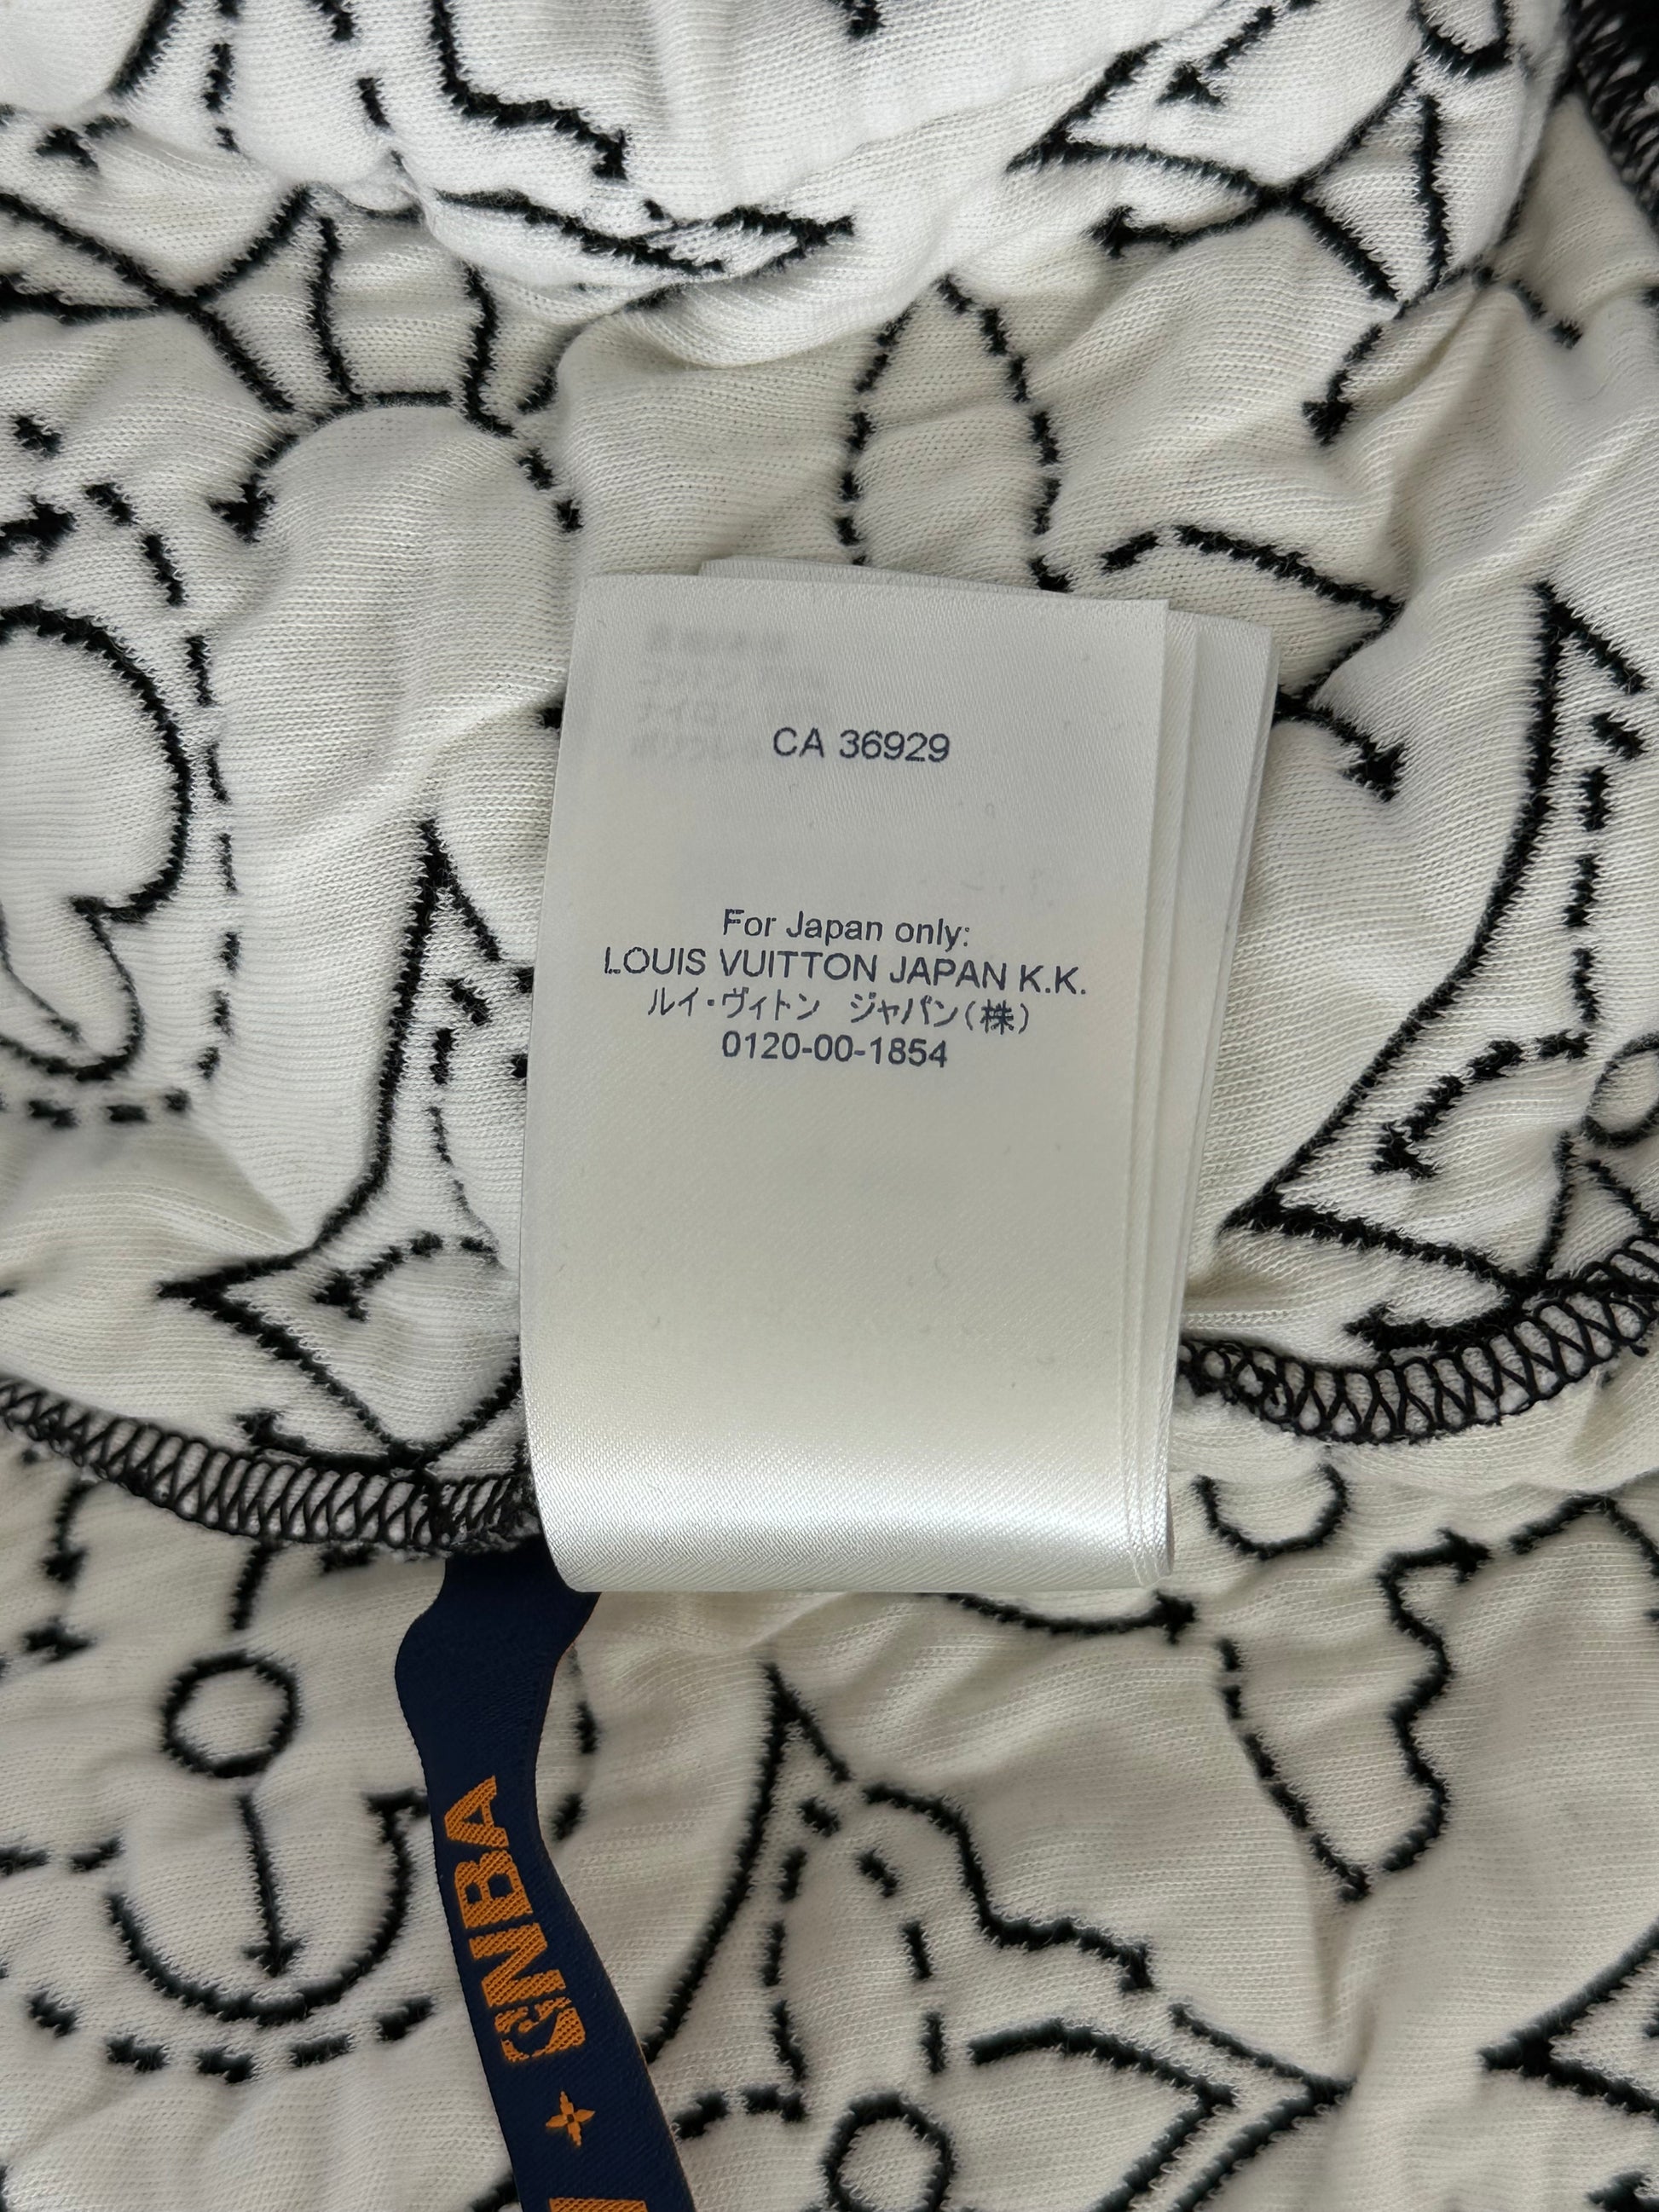 CA 36929
For Japan only:
LOUIS VUITTON JAPAN K.K.
ルイ・ヴィトン ジャパン(株)
0120-00-1854
NBA